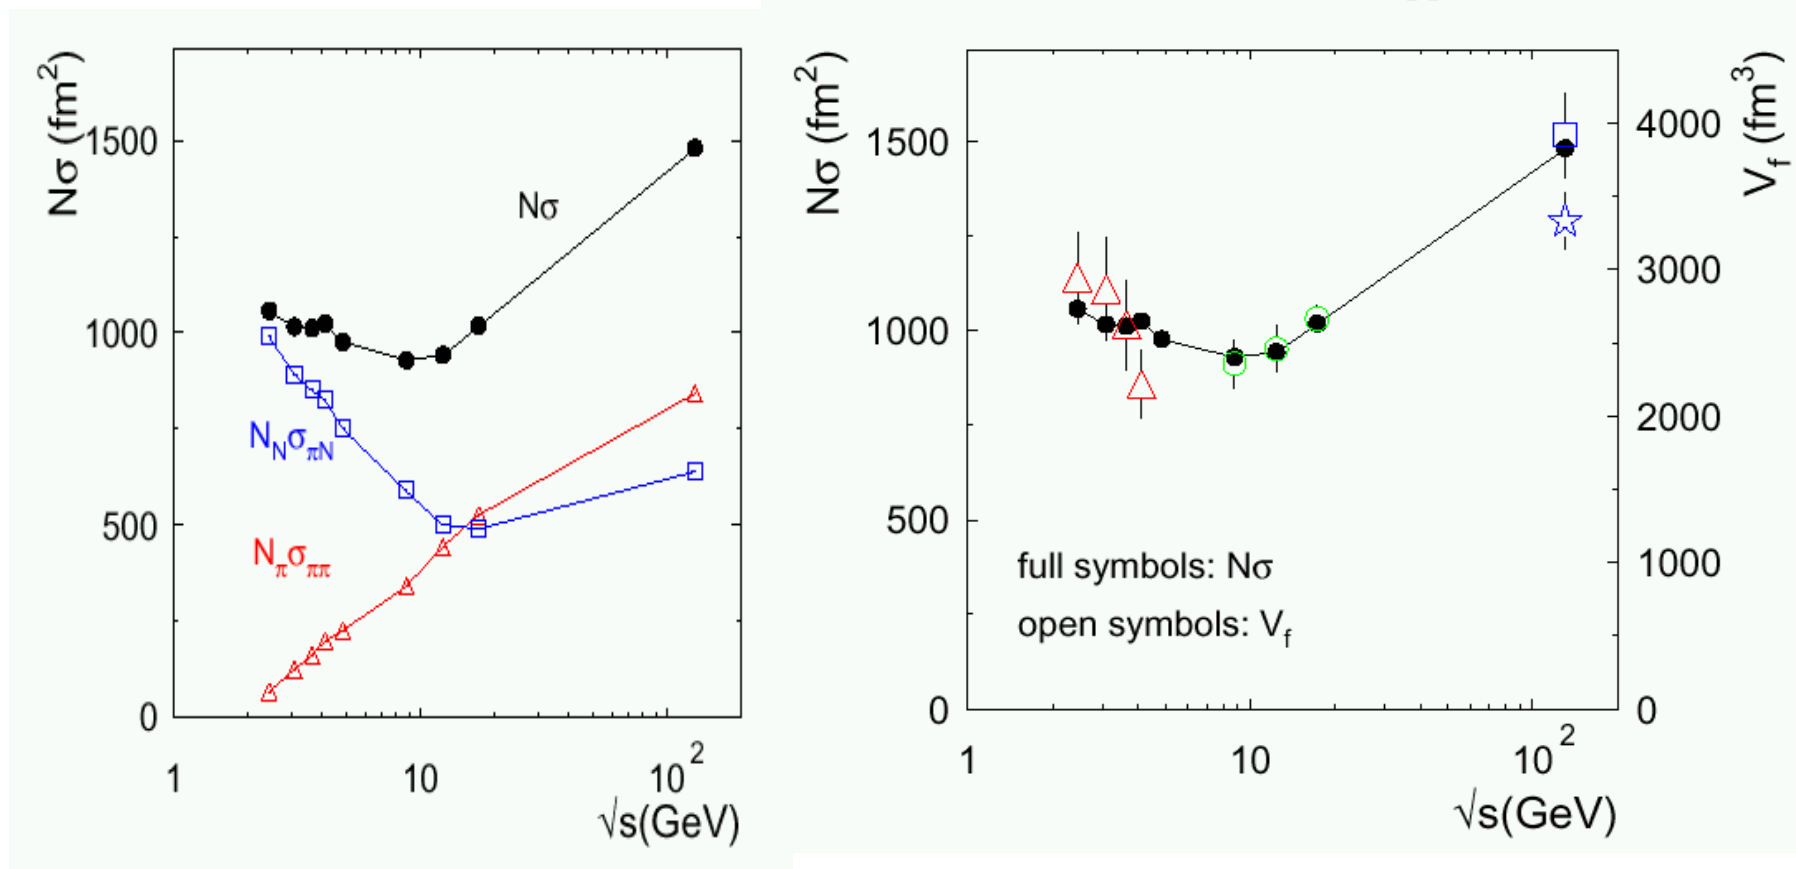 Nσ (fm²)
1500
1000
500
0
Nσ
N_Nσ_πN
N_πσ_ππ
1
10
10²
√s(GeV)
Nσ (fm²)
1500
1000
500
0
full symbols: Nσ
open symbols: V_f
1
10
10²
√s(GeV)
V_f (fm³)
4000
3000
2000
1000
0